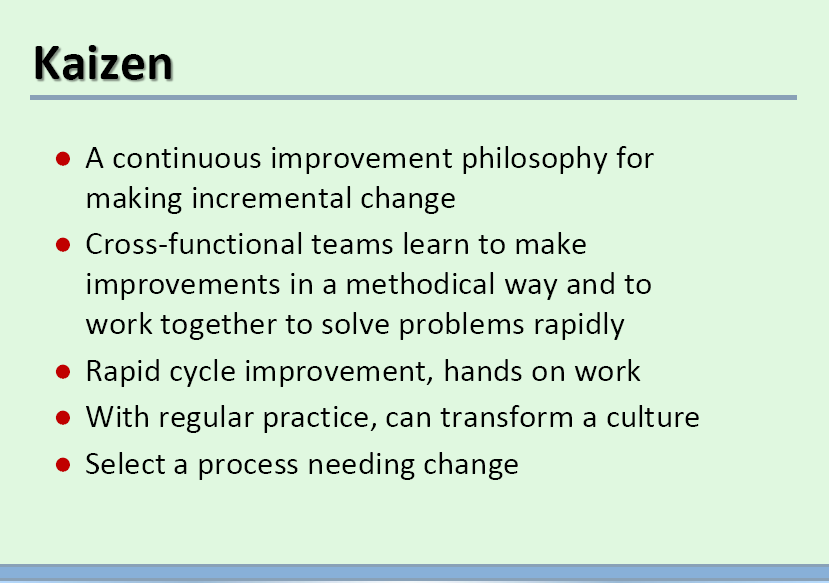 Kaizen
● A continuous improvement philosophy for
making incremental change
● Cross-functional teams learn to make
improvements in a methodical way and to
work together to solve problems rapidly
● Rapid cycle improvement, hands on work
● With regular practice, can transform a culture
● Select a process needing change